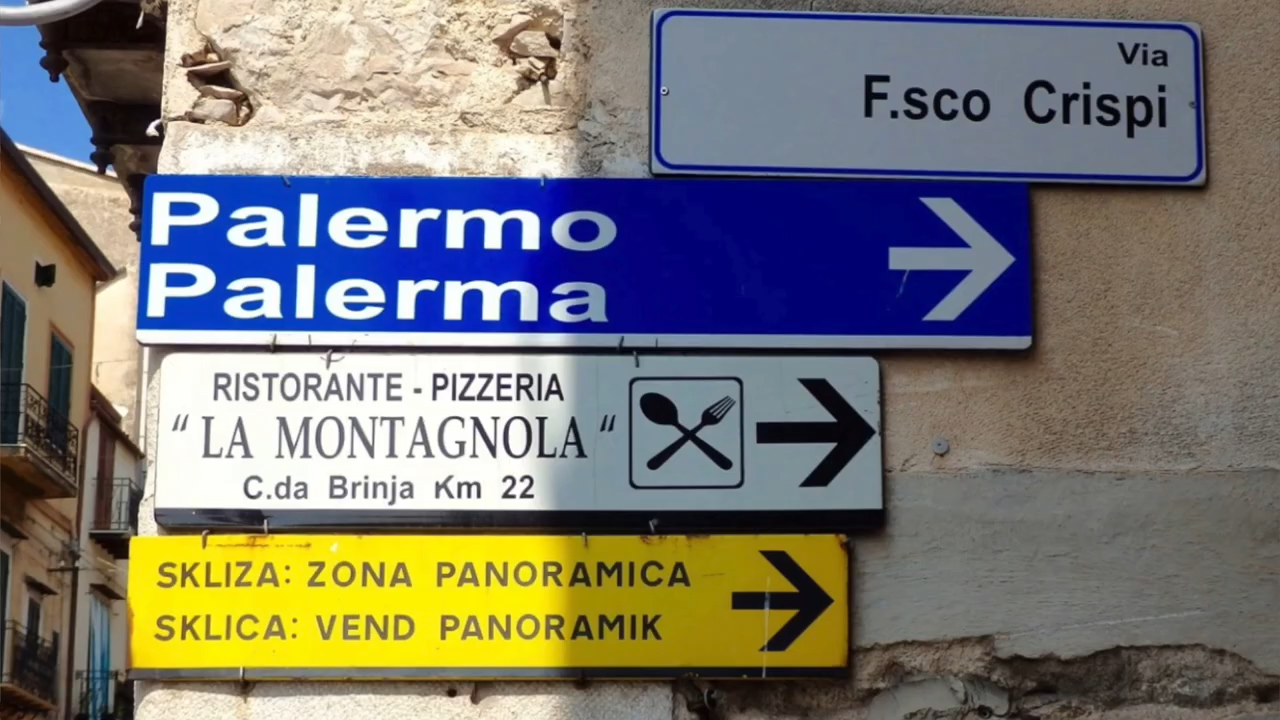 Via
F.sco Crispi
Palermo
Palerma
RISTORANTE - PIZZERIA
“ LA MONTAGNOLA “
C.da Brinja Km 22
SKLIZA: ZONA PANORAMICA
SKLICA: VEND PANORAMIK